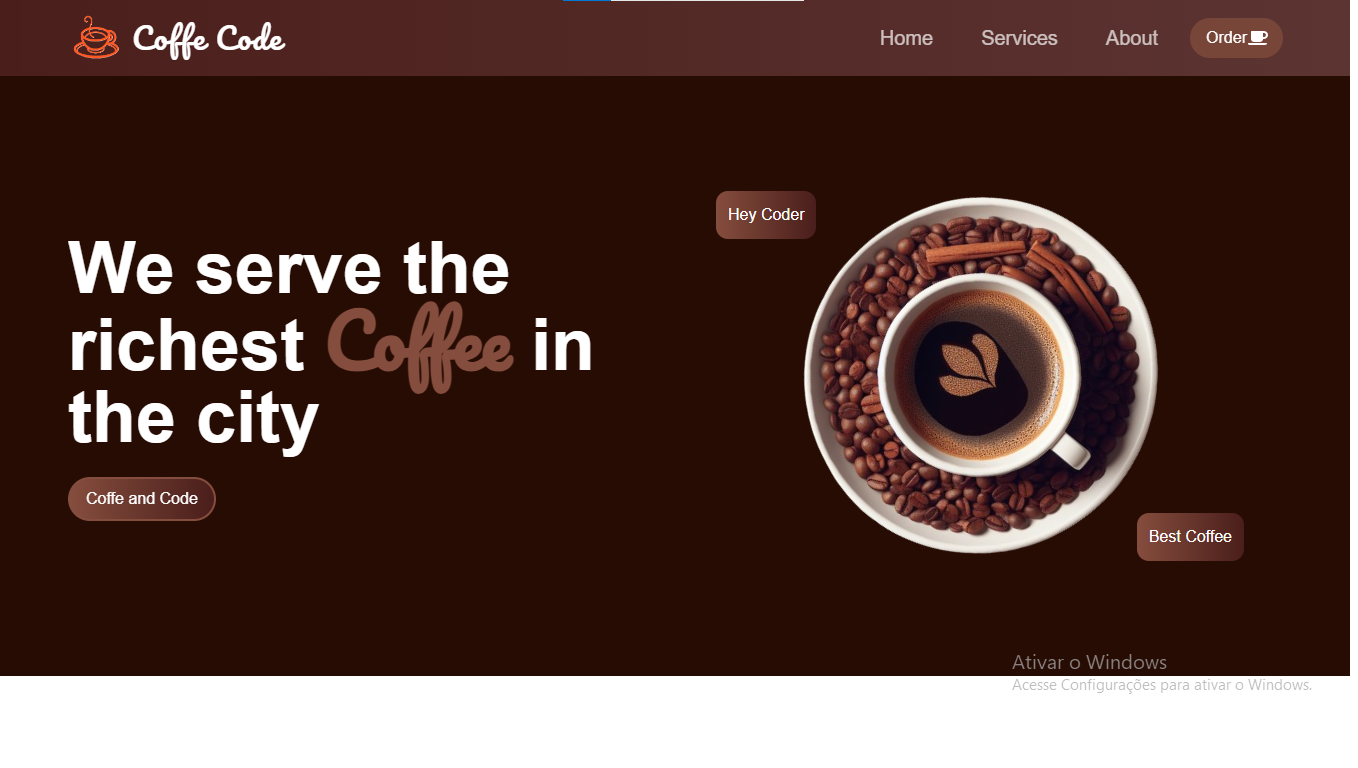 Coffe Code
Home
Services
About
Order
Hey Coder
We serve the
richest Coffee in
the city
Coffe and Code
Best Coffee
Ativar o Windows
Acesse Configurações para ativar o Windows.